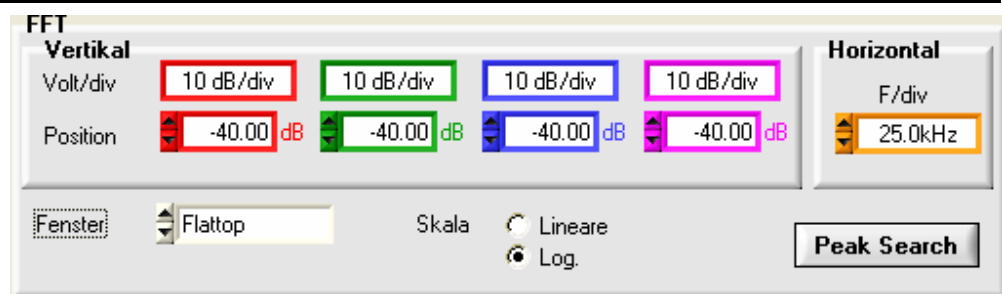 FFT
Vertikal
Horizontal
Volt/div 10 dB/div 10 dB/div 10 dB/div 10 dB/div
F/div
Position -40.00 dB -40.00 dB -40.00 dB -40.00 dB
25.0kHz
Fenster Flattop Skala Lineare
Log.
Peak Search